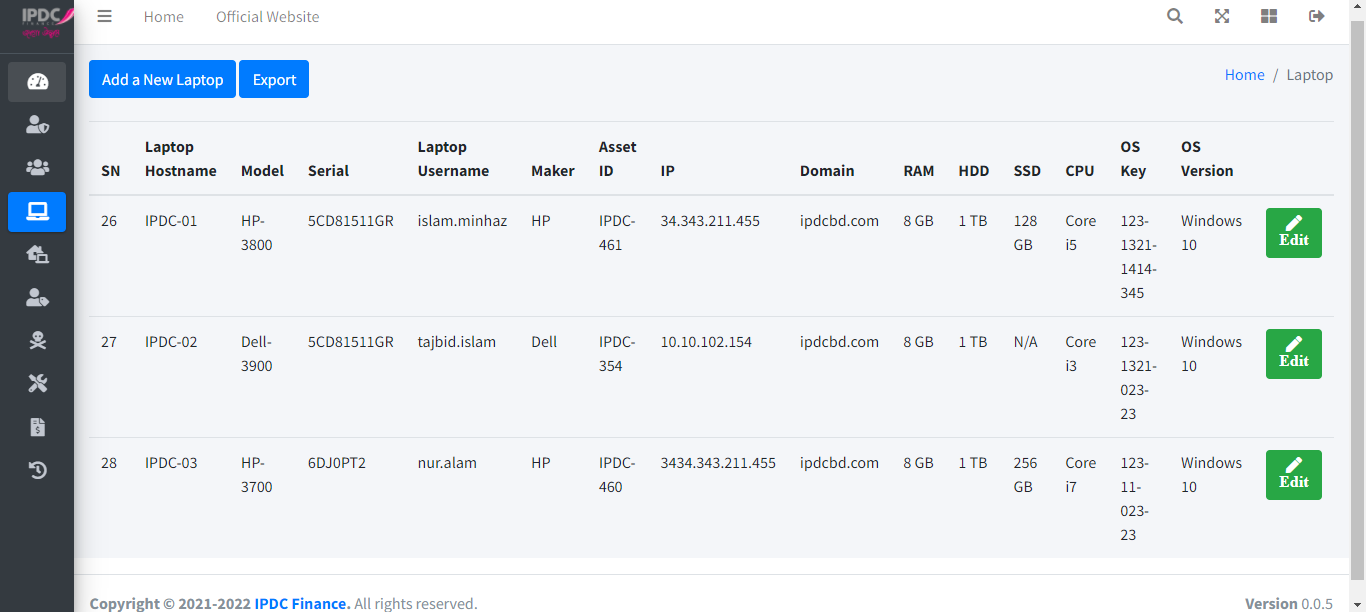 IPDC
FINANCE
Home Official Website
Add a New Laptop Export
Home / Laptop
SN Laptop Hostname Model Serial Laptop Username Maker Asset ID IP Domain RAM HDD SSD CPU OS Key OS Version
26 IPDC-01 HP-3800 5CD81511GR islam.minhaz HP IPDC-461 34.343.211.455 ipdcbd.com 8 GB 1 TB 128 GB Core i5 123-1321-1414-345 Windows 10 Edit
27 IPDC-02 Dell-3900 5CD81511GR tajbid.islam Dell IPDC-354 10.10.102.154 ipdcbd.com 8 GB 1 TB N/A Core i3 123-1321-023-23 Windows 10 Edit
28 IPDC-03 HP-3700 6DJ0PT2 nur.alam HP IPDC-460 3434.343.211.455 ipdcbd.com 8 GB 1 TB 256 GB Core i7 123-11-023-23 Windows 10 Edit
Copyright © 2021-2022 IPDC Finance. All rights reserved.
Version 0.0.5